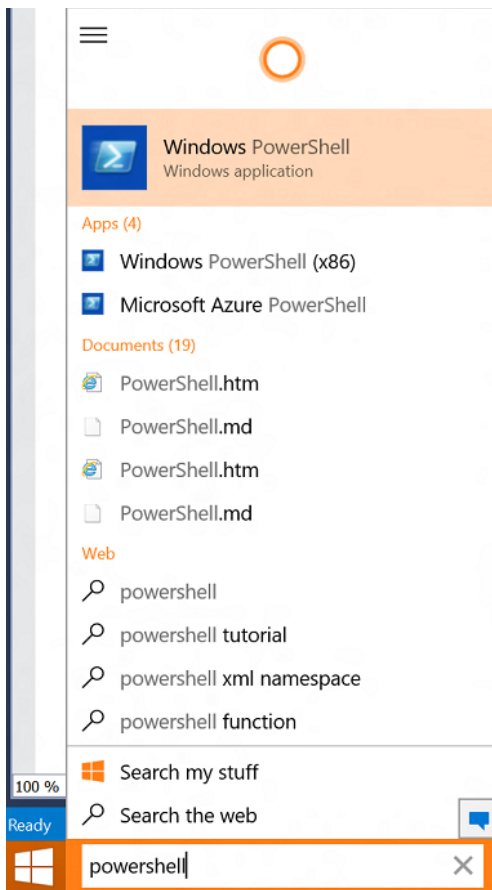 Windows PowerShell
Windows application
Apps (4)
Windows PowerShell (x86)
Microsoft Azure PowerShell
Documents (19)
PowerShell.htm
PowerShell.md
PowerShell.htm
PowerShell.md
Web
powershell
powershell tutorial
powershell xml namespace
powershell function
Search my stuff
100 %
Search the web
Ready
powershell